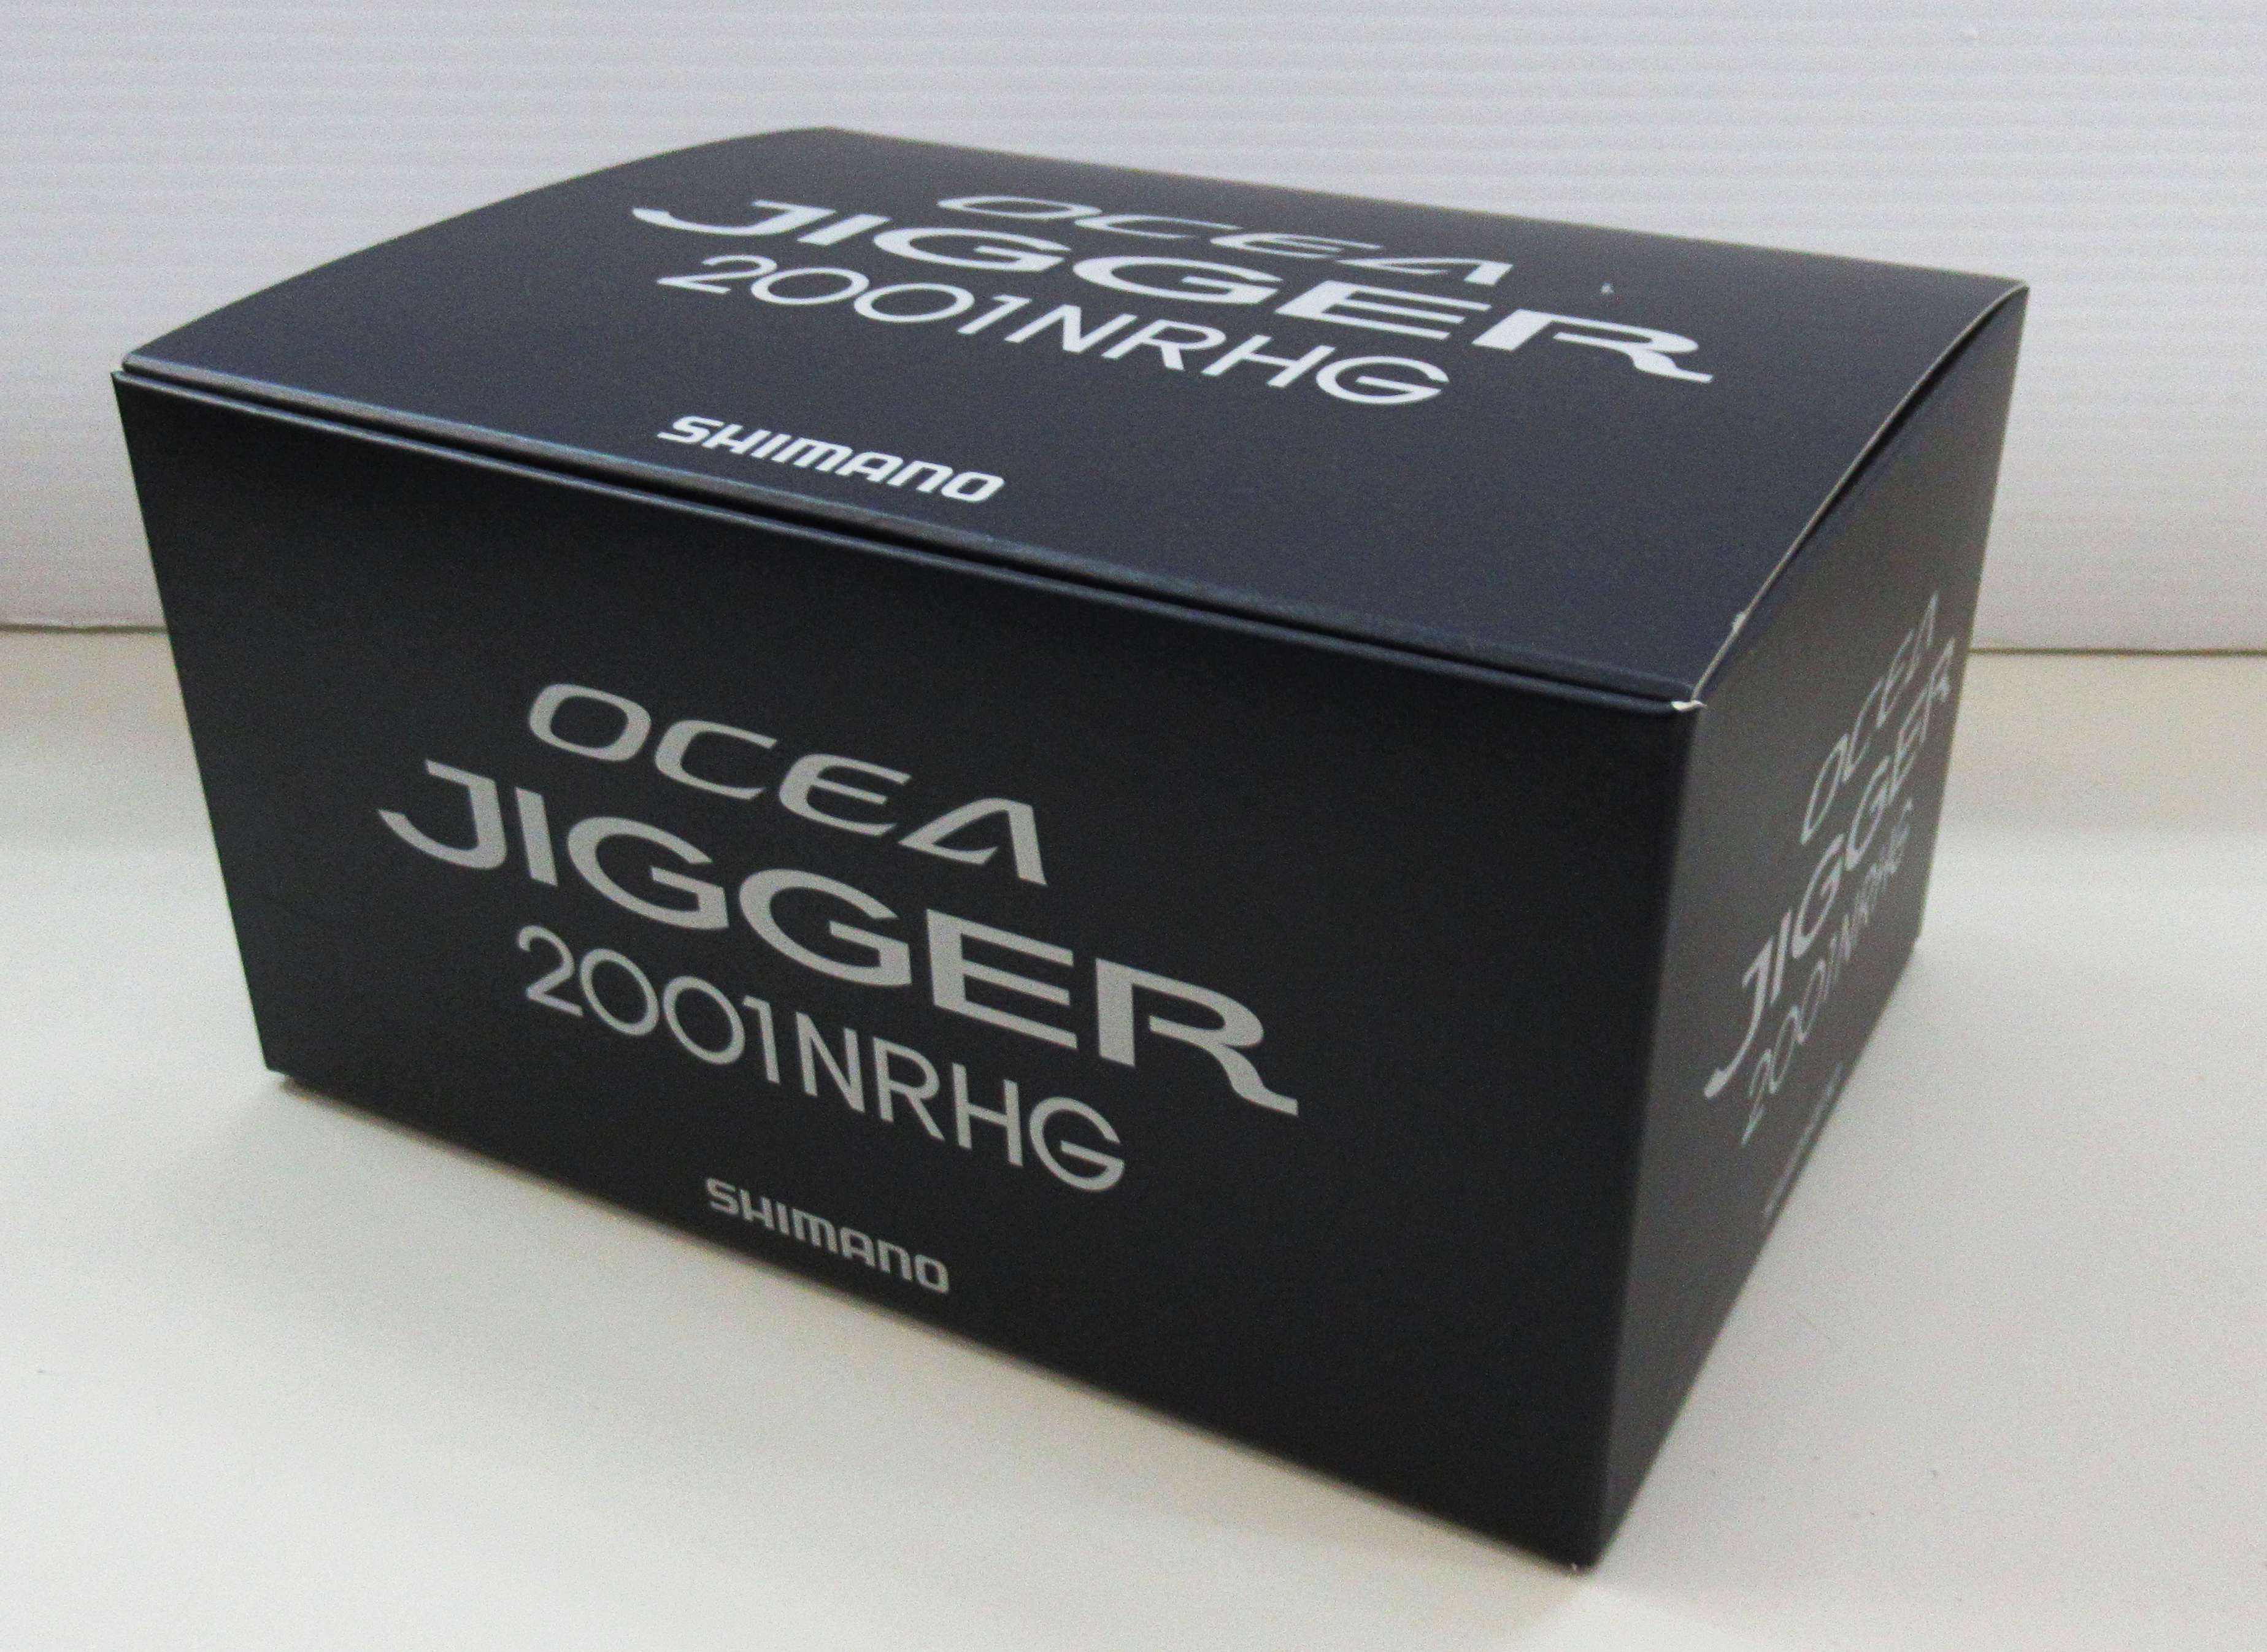 OCEA
JIGGER
2001NRHG
SHIMANO
OCEA
JIGGER
2001NRHG
SHIMANO
OCEA
JIGGER
2001NRHG